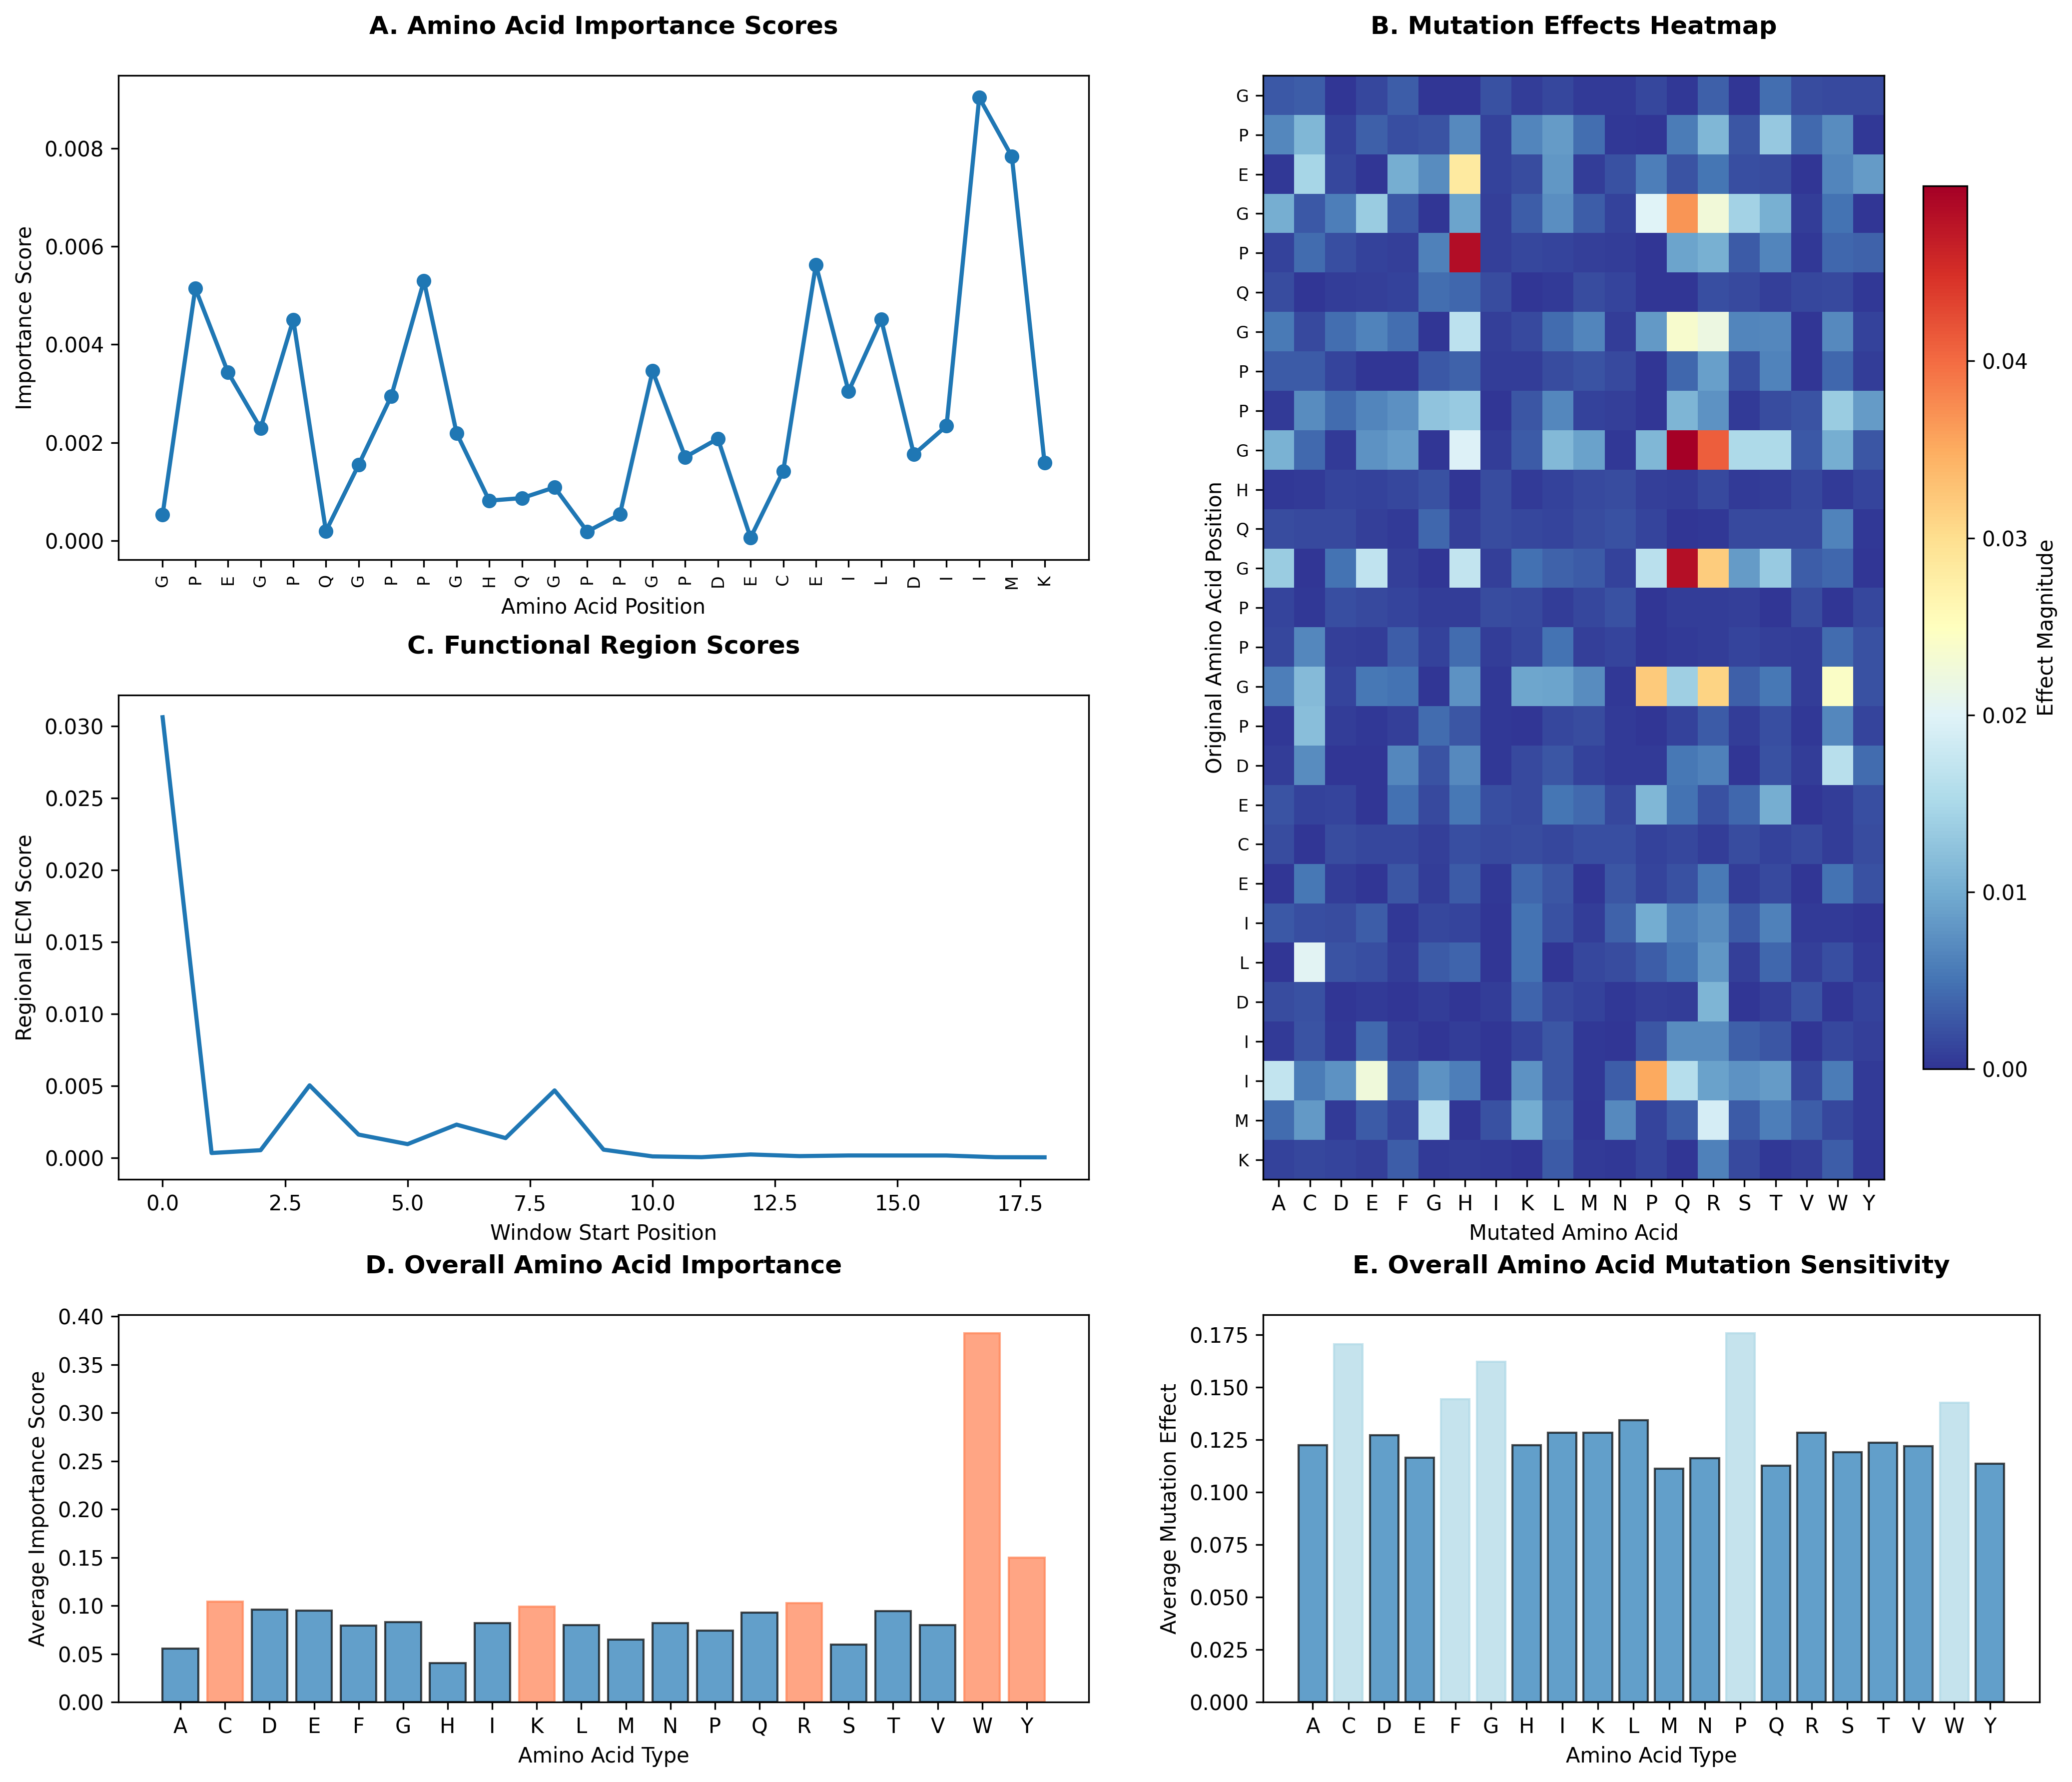 A. Amino Acid Importance Scores
Importance Score
0.008
0.006
0.004
0.002
0.000
G P E G P Q G P P G H Q G P P G P D E C E I L D I I M K
Amino Acid Position
B. Mutation Effects Heatmap
Original Amino Acid Position
G
P
E
G
P
Q
G
P
P
G
H
Q
G
P
P
G
P
D
E
C
E
I
L
D
I
I
M
K
A C D E F G H I K L M N P Q R S T V W Y
Mutated Amino Acid
0.04
0.03
0.02
0.01
0.00
Effect Magnitude
C. Functional Region Scores
Regional ECM Score
0.030
0.025
0.020
0.015
0.010
0.005
0.000
0.0 2.5 5.0 7.5 10.0 12.5 15.0 17.5
Window Start Position
D. Overall Amino Acid Importance
Average Importance Score
0.40
0.35
0.30
0.25
0.20
0.15
0.10
0.05
0.00
A C D E F G H I K L M N P Q R S T V W Y
Amino Acid Type
E. Overall Amino Acid Mutation Sensitivity
Average Mutation Effect
0.175
0.150
0.125
0.100
0.075
0.050
0.025
0.000
A C D E F G H I K L M N P Q R S T V W Y
Amino Acid Type